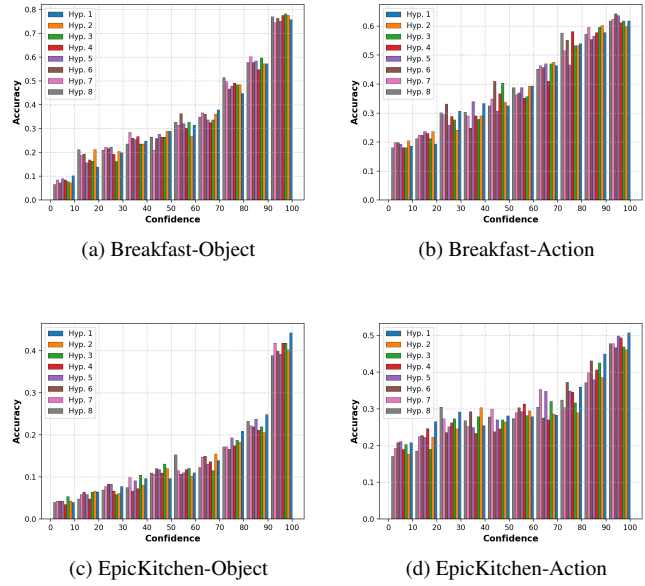 0.8
0.7
0.6
0.5
0.4
0.3
0.2
0.1
0.0
Accuracy
Hyp. 1
Hyp. 2
Hyp. 3
Hyp. 4
Hyp. 5
Hyp. 6
Hyp. 7
Hyp. 8
0 10 20 30 40 50 60 70 80 90 100
Confidence
(a) Breakfast-Object
0.6
0.5
0.4
0.3
0.2
0.1
0.0
Accuracy
Hyp. 1
Hyp. 2
Hyp. 3
Hyp. 4
Hyp. 5
Hyp. 6
Hyp. 7
Hyp. 8
0 10 20 30 40 50 60 70 80 90 100
Confidence
(b) Breakfast-Action
0.4
0.3
0.2
0.1
0.0
Accuracy
Hyp. 1
Hyp. 2
Hyp. 3
Hyp. 4
Hyp. 5
Hyp. 6
Hyp. 7
Hyp. 8
0 10 20 30 40 50 60 70 80 90 100
Confidence
(c) EpicKitchen-Object
0.5
0.4
0.3
0.2
0.1
0.0
Accuracy
Hyp. 1
Hyp. 2
Hyp. 3
Hyp. 4
Hyp. 5
Hyp. 6
Hyp. 7
Hyp. 8
0 10 20 30 40 50 60 70 80 90 100
Confidence
(d) EpicKitchen-Action